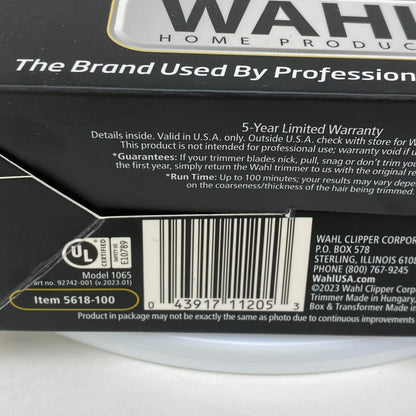 WAHL
HOME PRODUC
The Brand Used By Profession
5-Year Limited Warranty
Details inside. Valid in U.S.A. only. Outside U.S.A. check with store for W
This product is not intended for professional use; warranty void if u
*Guarantees: If your trimmer blades nick, pull, snag or don't trim you
the first year, simply return the Wahl trimmer to us with the original re
*Run Time: Up to 100 minutes; your results may vary depe
on the coarseness/thickness of the hair being trimmed.
UL
CERTIFIED
SAFETY US
E10789
Model 1065
art no. 92742-001 (v.2023.01)
Item 5618-100
0 43917 11205 3
WAHL CLIPPER CORPOR
P.O. BOX 578
STERLING, ILLINOIS 6108
PHONE (800) 767-9245
WahlUSA.com
©2023 Wahl Clipper Corp
Trimmer Made in Hungary
Box & Transformer Made in
Product in package may not be exactly the same as photo due to continuous improvements